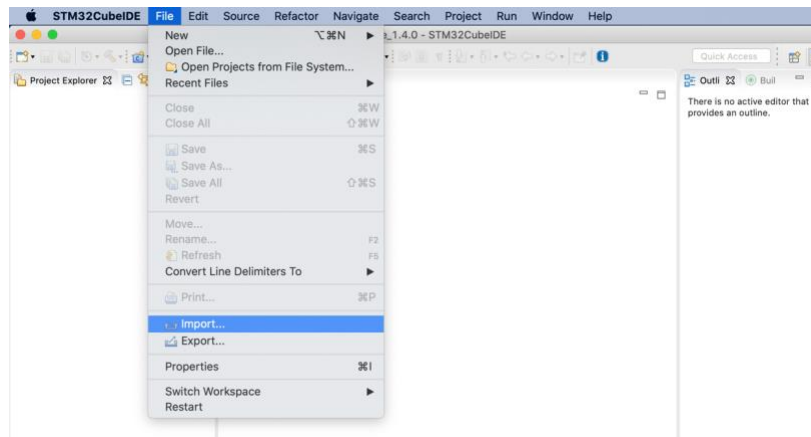 STM32CubeIDE File Edit Source Refactor Navigate Search Project Run Window Help
e_1.4.0 - STM32CubeIDE
Quick Access
Project Explorer
Outli Buil
There is no active editor that
provides an outline.
New ⌥⌘N
Open File...
Open Projects from File System...
Recent Files
Close ⌘W
Close All ⇧⌘W
Save ⌘S
Save As...
Save All ⇧⌘S
Revert
Move...
Rename... F2
Refresh F5
Convert Line Delimiters To
Print... ⌘P
Import...
Export...
Properties ⌘I
Switch Workspace
Restart